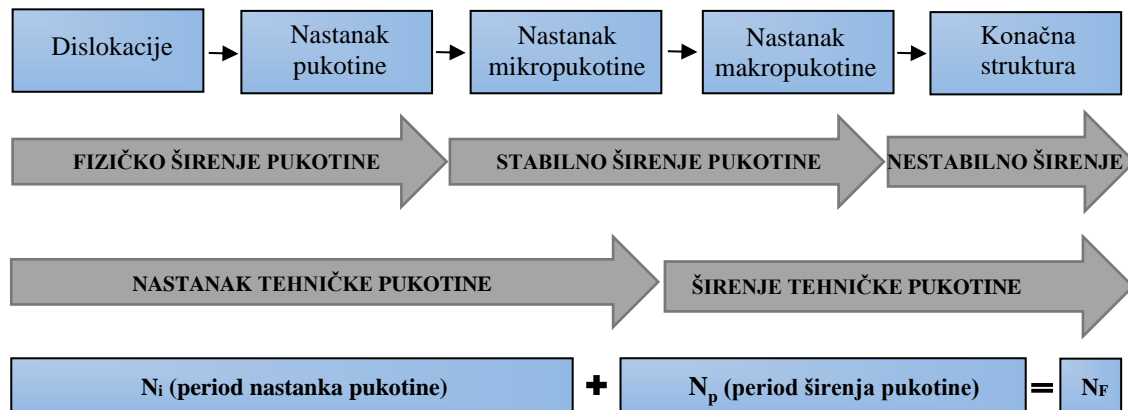 Dislokacije
Nastanak
pukotine
Nastanak
mikropukotine
Nastanak
makropukotine
Konačna
struktura
FIZIČKO ŠIRENJE PUKOTINE
STABILNO ŠIRENJE PUKOTINE
NESTABILNO ŠIRENJE
NASTANAK TEHNIČKE PUKOTINE
ŠIRENJE TEHNIČKE PUKOTINE
Ni (period nastanka pukotine)
+
Np (period širenja pukotine)
=
NF